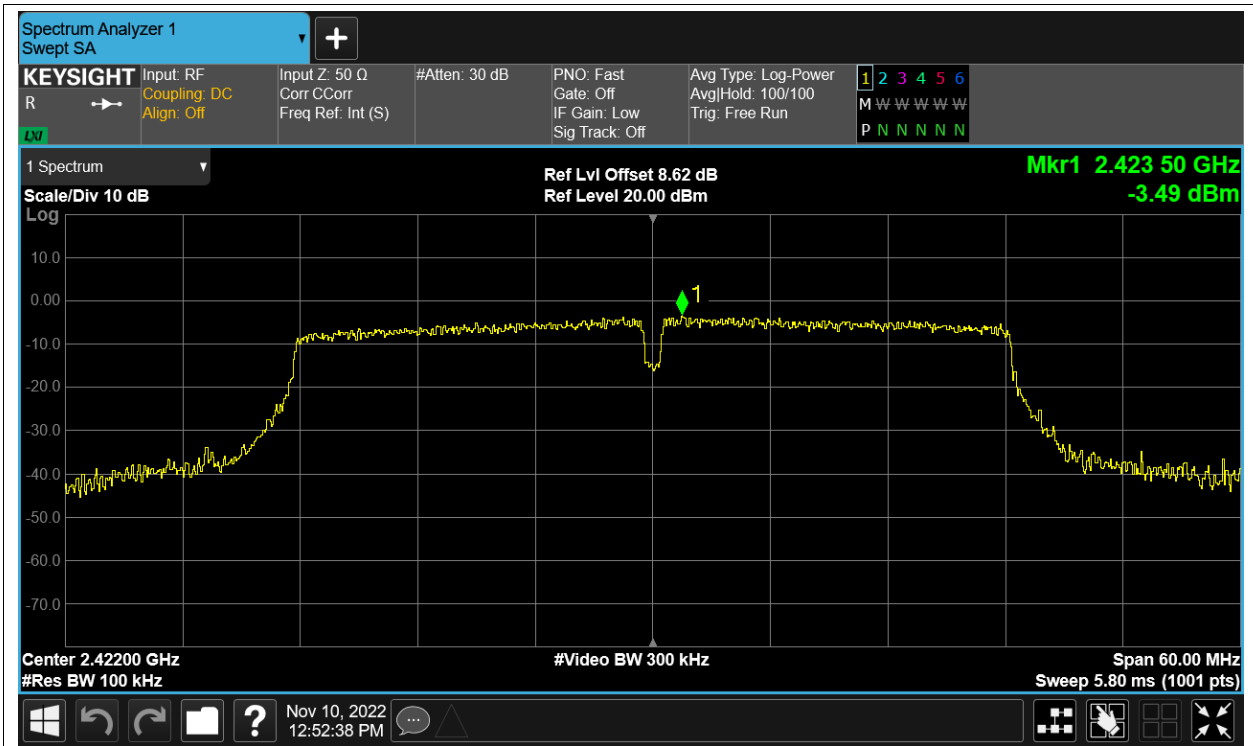 Spectrum Analyzer 1
Swept SA
KEYSIGHT
R
LXI
Input: RF
Coupling: DC
Align: Off
Input Z: 50 Ω
Corr CCorr
Freq Ref: Int (S)
#Atten: 30 dB
PNO: Fast
Gate: Off
IF Gain: Low
Sig Track: Off
Avg Type: Log-Power
Avg|Hold: 100/100
Trig: Free Run
1 2 3 4 5 6
M W W W W W
P N N N N N
1 Spectrum
Scale/Div 10 dB
Log
Ref Lvl Offset 8.62 dB
Ref Level 20.00 dBm
Mkr1 2.423 50 GHz
-3.49 dBm
10.0
0.00
-10.0
-20.0
-30.0
-40.0
-50.0
-60.0
-70.0
1
Center 2.42200 GHz
#Res BW 100 kHz
#Video BW 300 kHz
Span 60.00 MHz
Sweep 5.80 ms (1001 pts)
?
Nov 10, 2022
12:52:38 PM